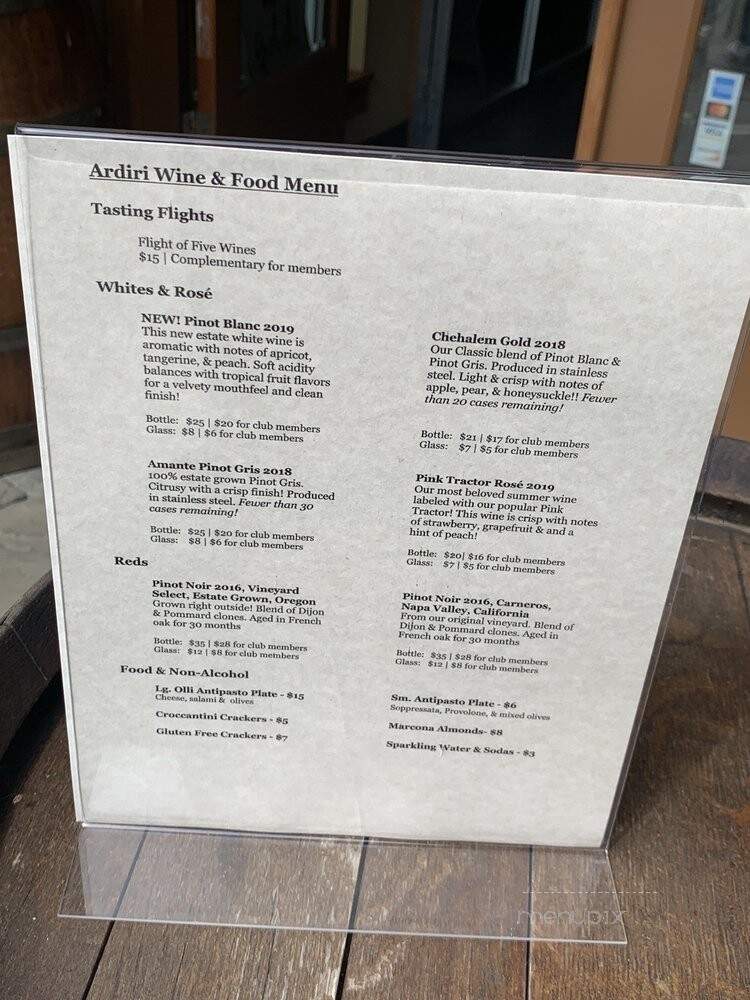 Ardiri Wine & Food Menu
Tasting Flights
Flight of Five Wines
$15 | Complementary for members
Whites & Rosé
NEW! Pinot Blanc 2019
This new estate white wine is
aromatic with notes of apricot,
tangerine, & peach. Soft acidity
balances with tropical fruit flavors
for a velvety mouthfeel and clean
finish!
Bottle: $25 | $20 for club members
Glass: $8 | $6 for club members
Chehalem Gold 2018
Our Classic blend of Pinot Blanc &
Pinot Gris. Produced in stainless
steel. Light & crisp with notes of
apple, pear, & honeysuckle!! Fewer
than 20 cases remaining!
Bottle: $21 | $17 for club members
Glass: $7 | $5 for club members
Amante Pinot Gris 2018
100% estate grown Pinot Gris.
Citrusy with a crisp finish! Produced
in stainless steel. Fewer than 30
cases remaining!
Bottle: $25 | $20 for club members
Glass: $8 | $6 for club members
Pink Tractor Rosé 2019
Our most beloved summer wine
labeled with our popular Pink
Tractor! This wine is crisp with notes
of strawberry, grapefruit & and a
hint of peach!
Bottle: $20| $16 for club members
Glass: $7 | $5 for club members
Reds
Pinot Noir 2016, Vineyard
Select, Estate Grown, Oregon
Grown right outside! Blend of Dijon
& Pommard clones. Aged in French
oak for 30 months
Bottle: $35 | $28 for club members
Glass: $12 | $8 for club members
Pinot Noir 2016, Carneros,
Napa Valley, California
From our original vineyard. Blend of
Dijon & Pommard clones. Aged in
French oak for 30 months
Bottle: $35 | $28 for club members
Glass: $12 | $8 for club members
Food & Non-Alcohol
Lg. Olli Antipasto Plate - $15
Cheese, salami & olives
Croccantini Crackers - $5
Gluten Free Crackers - $7
Sm. Antipasto Plate - $6
Soppressata, Provolone, & mixed olives
Marcona Almonds- $8
Sparkling Water & Sodas - $3
menupix